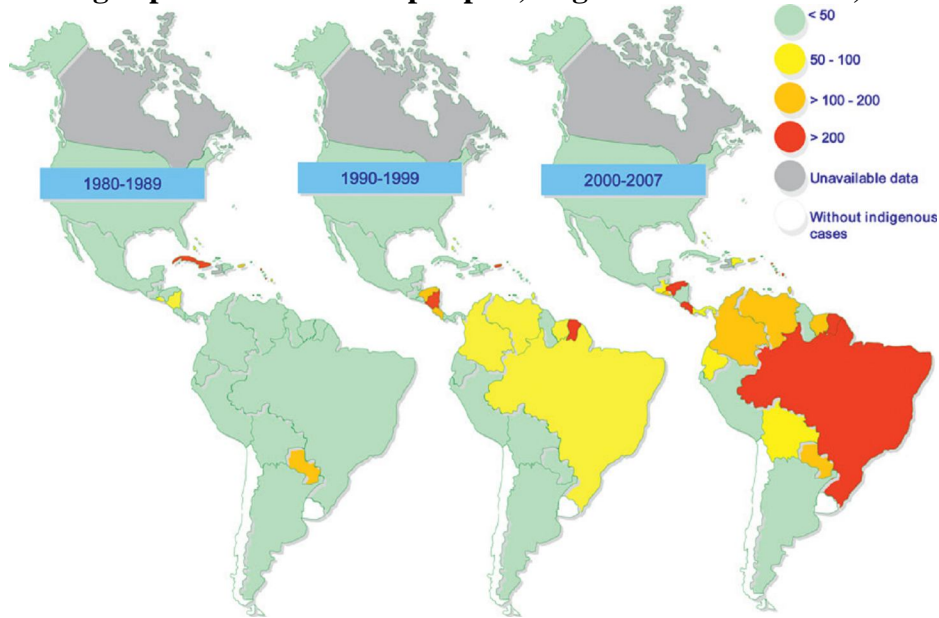 < 50
50 - 100
> 100 - 200
> 200
Unavailable data
Without indigenous
cases
1980-1989
1990-1999
2000-2007